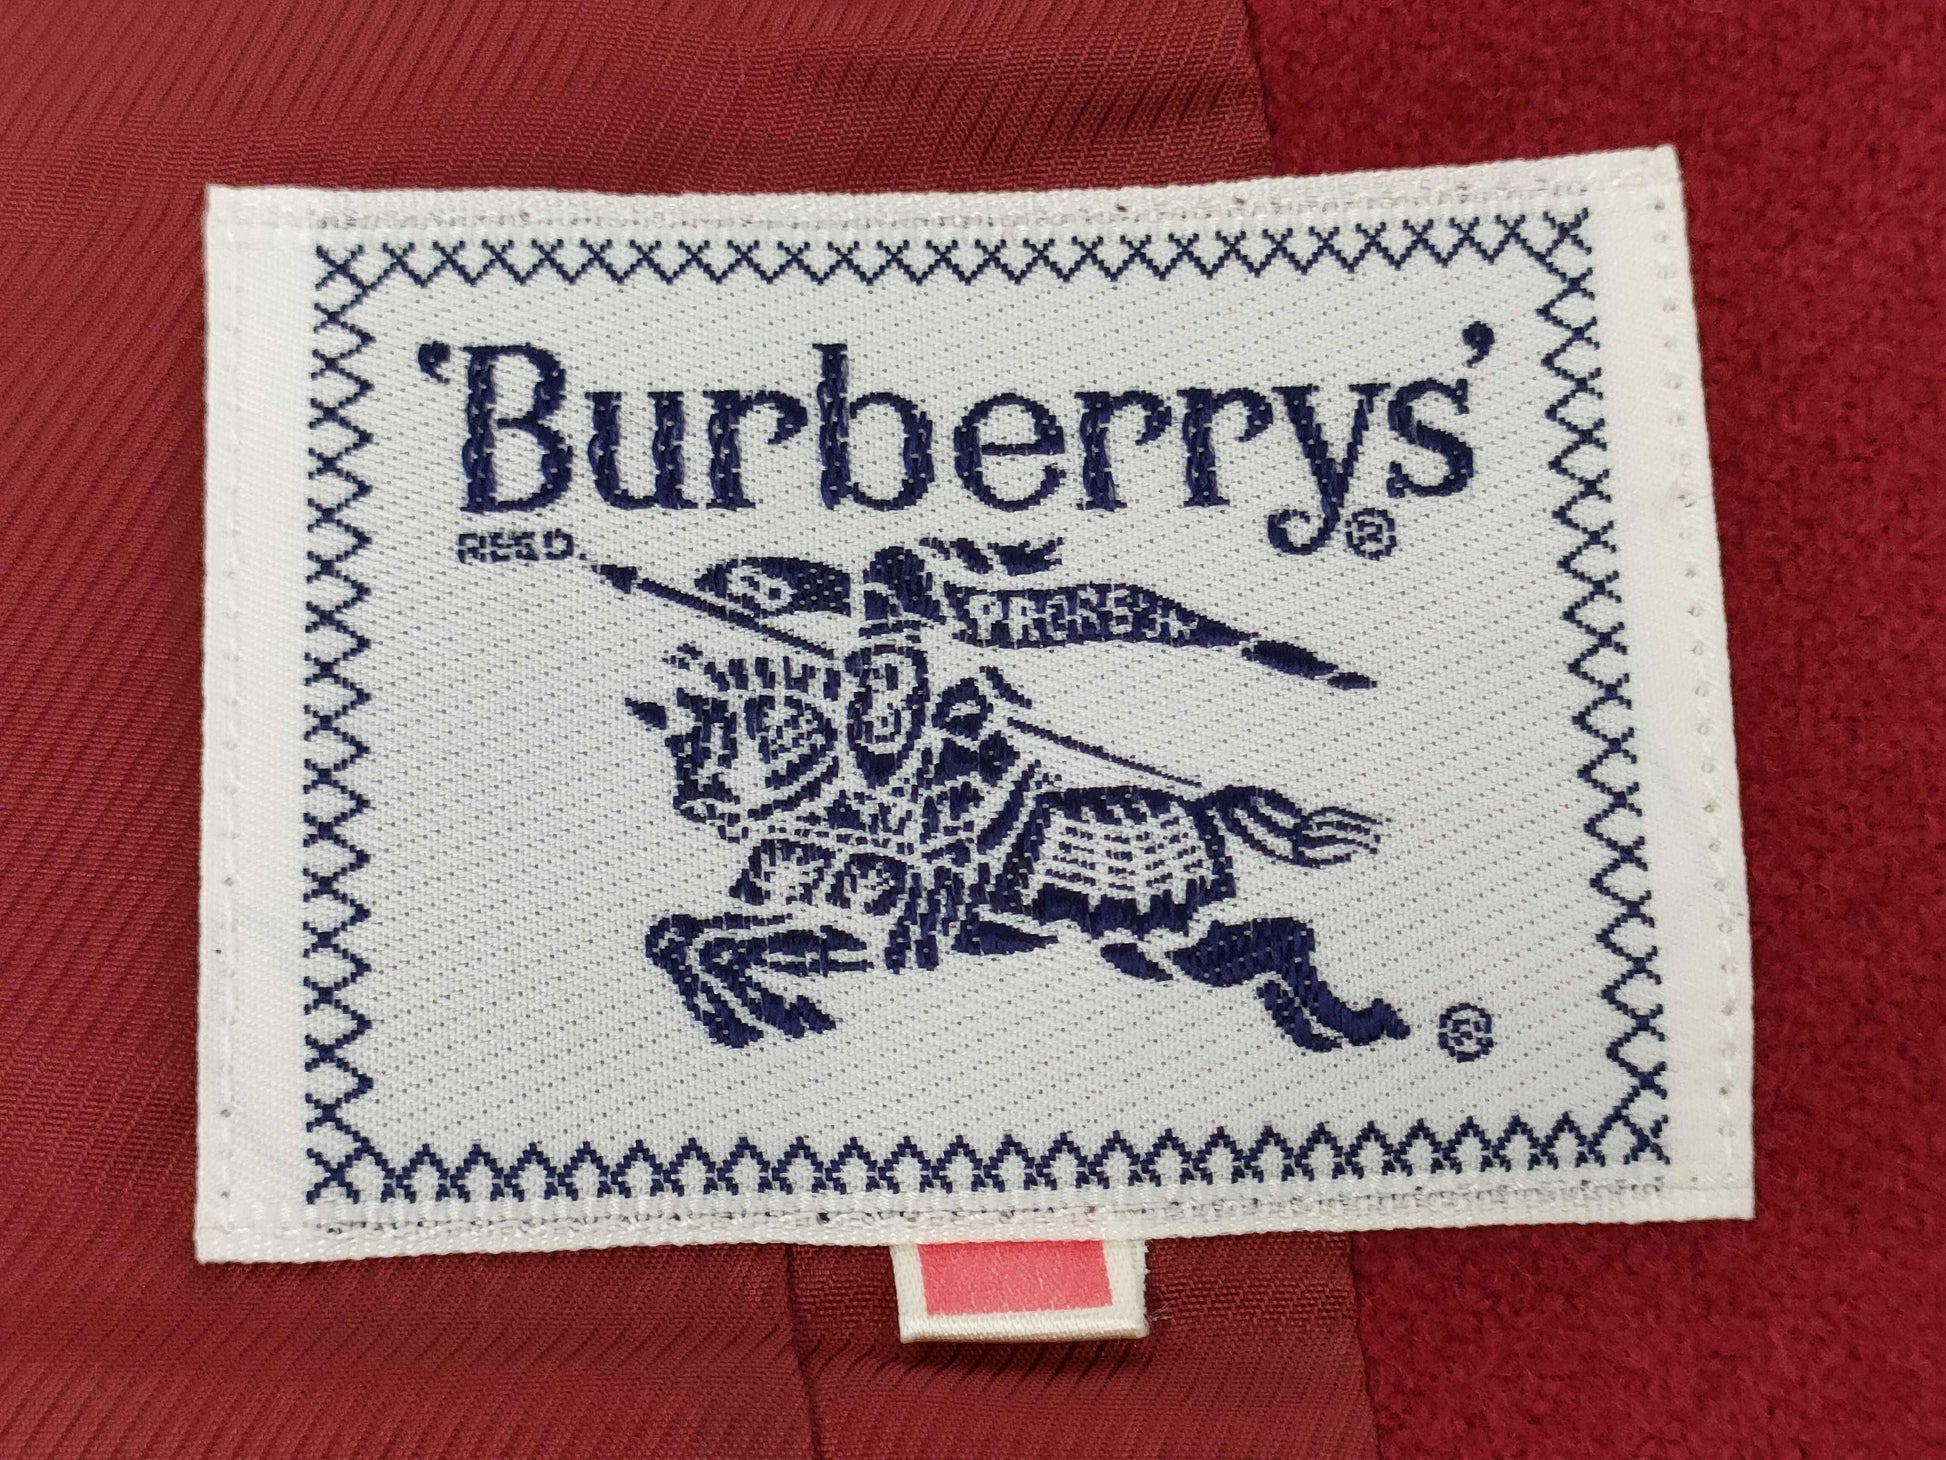 'Burberrys'
REGD. ®
PRORSUM
®